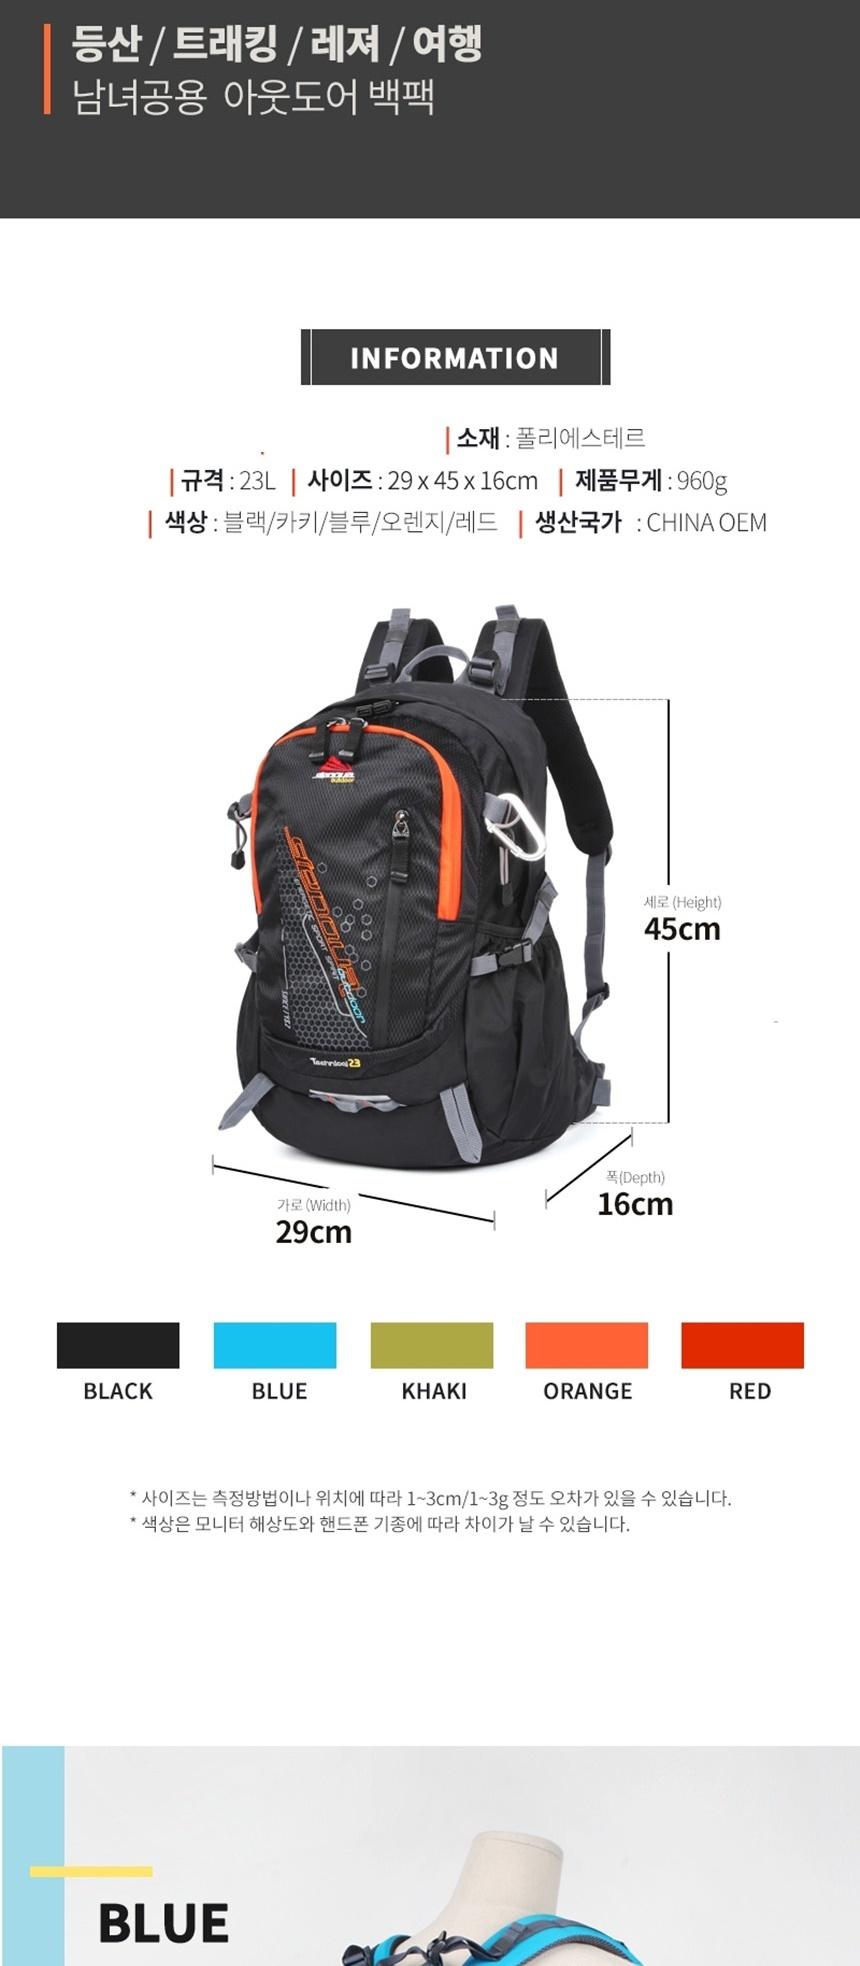 등산 / 트래킹 / 레져 / 여행
남녀공용 아웃도어 백팩
INFORMATION
소재 : 폴리에스테르
규격 : 23L 사이즈 : 29 x 45 x 16cm 제품무게 : 960g
색상 : 블랙/카키/블루/오렌지/레드 생산국가 : CHINA OEM
outdoor
outdoor
Technical 23
세로 (Height)
45cm
폭(Depth)
16cm
가로 (Width)
29cm
BLACK BLUE KHAKI ORANGE RED
* 사이즈는 측정방법이나 위치에 따라 1~3cm/1~3g 정도 오차가 있을 수 있습니다.
* 색상은 모니터 해상도와 핸드폰 기종에 따라 차이가 날 수 있습니다.
BLUE